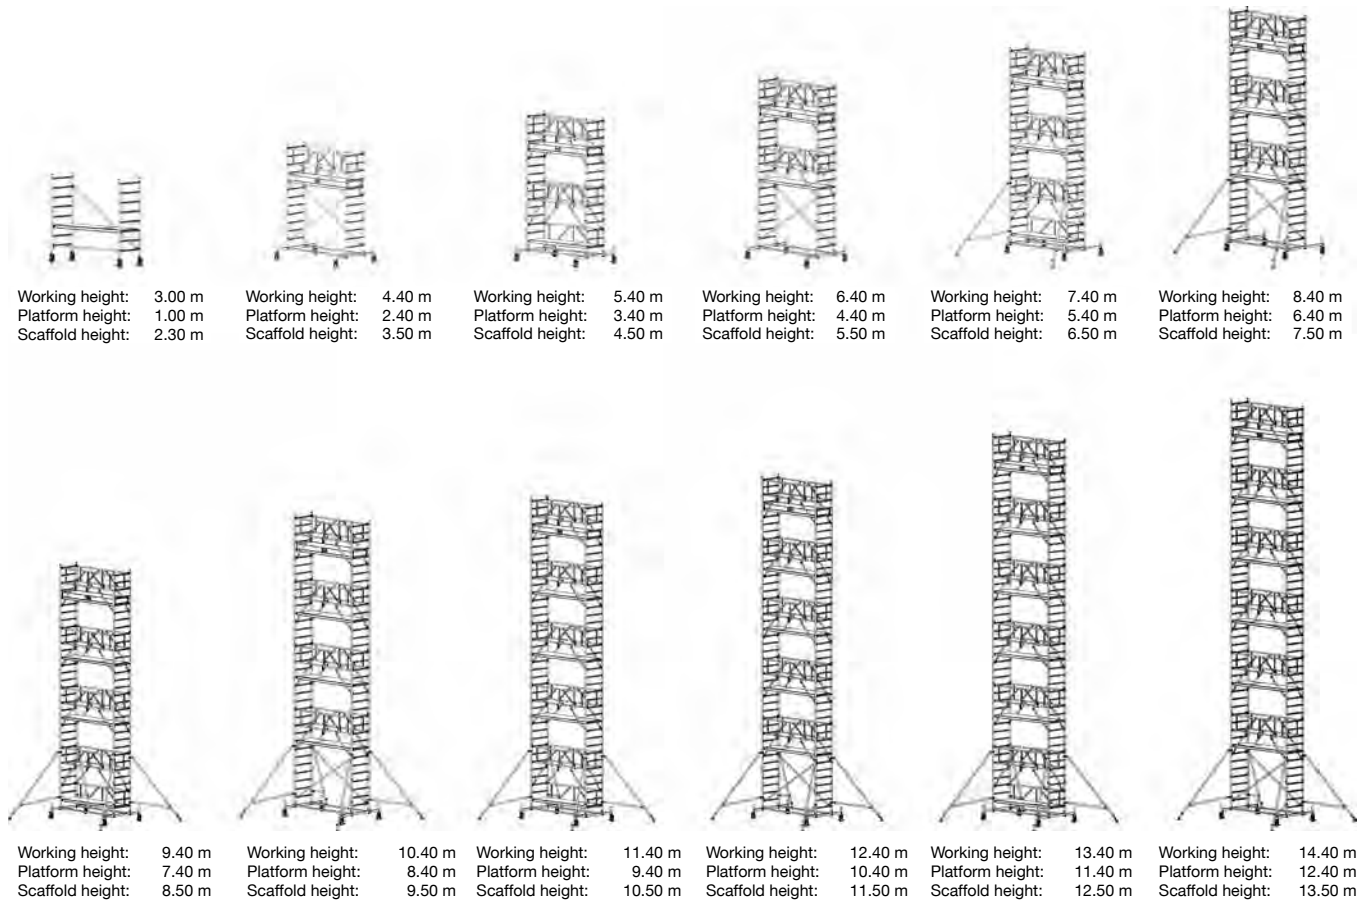 Working height: 3.00 m
Platform height: 1.00 m
Scaffold height: 2.30 m
Working height: 4.40 m
Platform height: 2.40 m
Scaffold height: 3.50 m
Working height: 5.40 m
Platform height: 3.40 m
Scaffold height: 4.50 m
Working height: 6.40 m
Platform height: 4.40 m
Scaffold height: 5.50 m
Working height: 7.40 m
Platform height: 5.40 m
Scaffold height: 6.50 m
Working height: 8.40 m
Platform height: 6.40 m
Scaffold height: 7.50 m
Working height: 9.40 m
Platform height: 7.40 m
Scaffold height: 8.50 m
Working height: 10.40 m
Platform height: 8.40 m
Scaffold height: 9.50 m
Working height: 11.40 m
Platform height: 9.40 m
Scaffold height: 10.50 m
Working height: 12.40 m
Platform height: 10.40 m
Scaffold height: 11.50 m
Working height: 13.40 m
Platform height: 11.40 m
Scaffold height: 12.50 m
Working height: 14.40 m
Platform height: 12.40 m
Scaffold height: 13.50 m